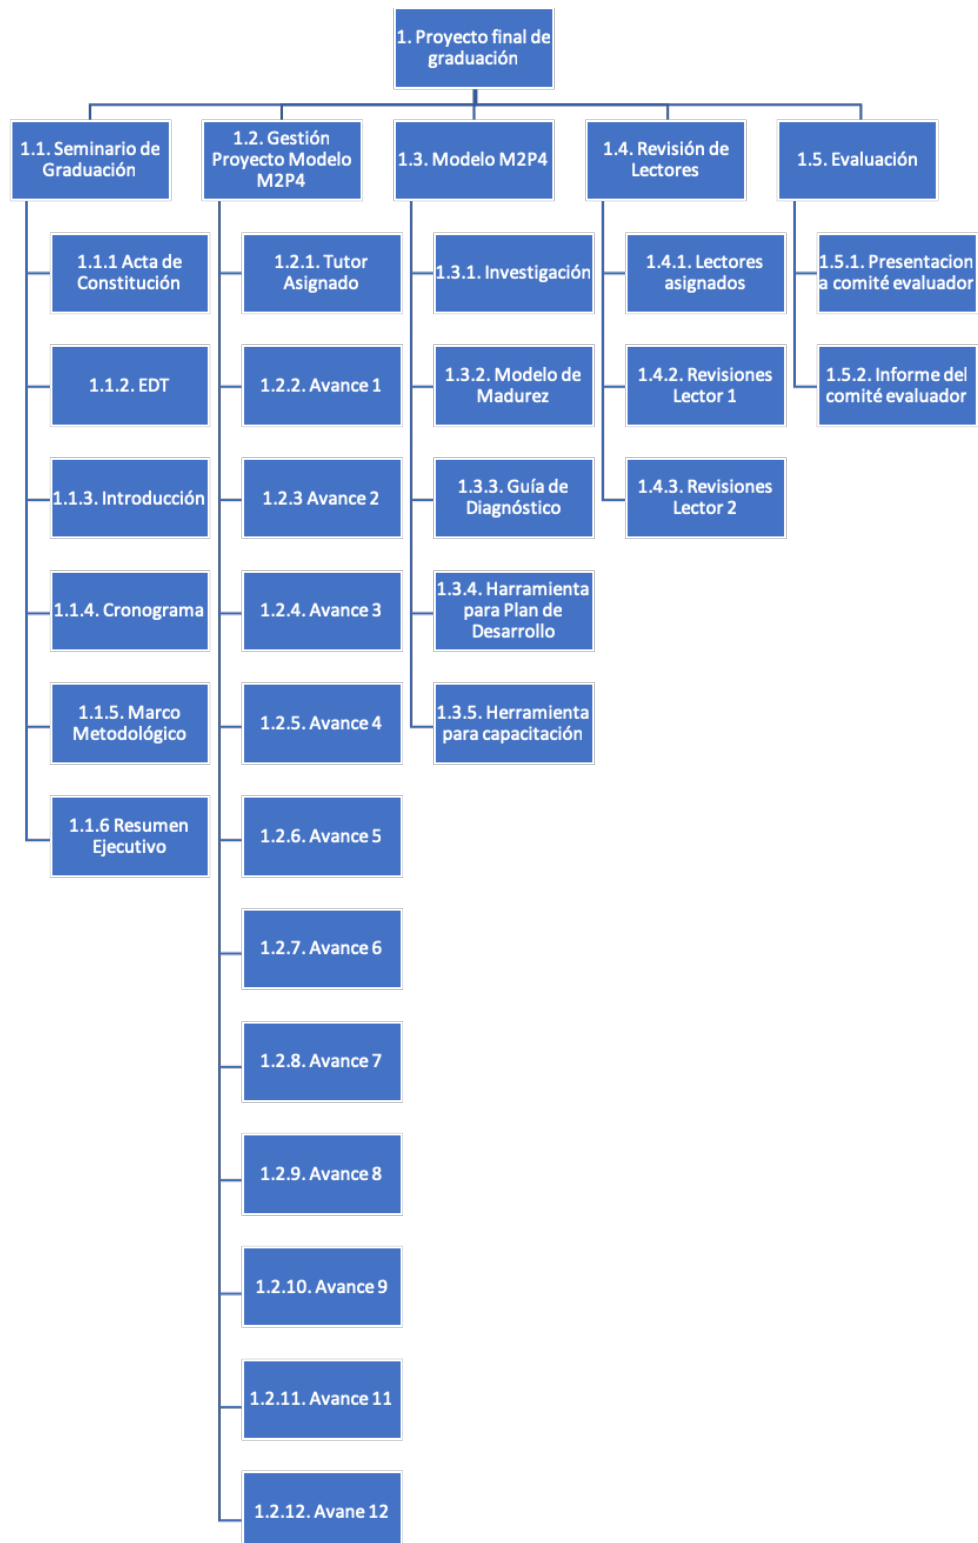 1. Proyecto final de
graduación
1.1. Seminario de
Graduación
1.1.1 Acta de
Constitución
1.1.2. EDT
1.1.3. Introducción
1.1.4. Cronograma
1.1.5. Marco
Metodológico
1.1.6 Resumen
Ejecutivo
1.2. Gestión
Proyecto Modelo
M2P4
1.2.1. Tutor
Asignado
1.2.2. Avance 1
1.2.3 Avance 2
1.2.4. Avance 3
1.2.5. Avance 4
1.2.6. Avance 5
1.2.7. Avance 6
1.2.8. Avance 7
1.2.9. Avance 8
1.2.10. Avance 9
1.2.11. Avance 11
1.2.12. Avane 12
1.3. Modelo M2P4
1.3.1. Investigación
1.3.2. Modelo de
Madurez
1.3.3. Guía de
Diagnóstico
1.3.4. Harramienta
para Plan de
Desarrollo
1.3.5. Herramienta
para capacitación
1.4. Revisión de
Lectores
1.4.1. Lectores
asignados
1.4.2. Revisiones
Lector 1
1.4.3. Revisiones
Lector 2
1.5. Evaluación
1.5.1. Presentacion
a comité evaluador
1.5.2. Informe del
comité evaluador